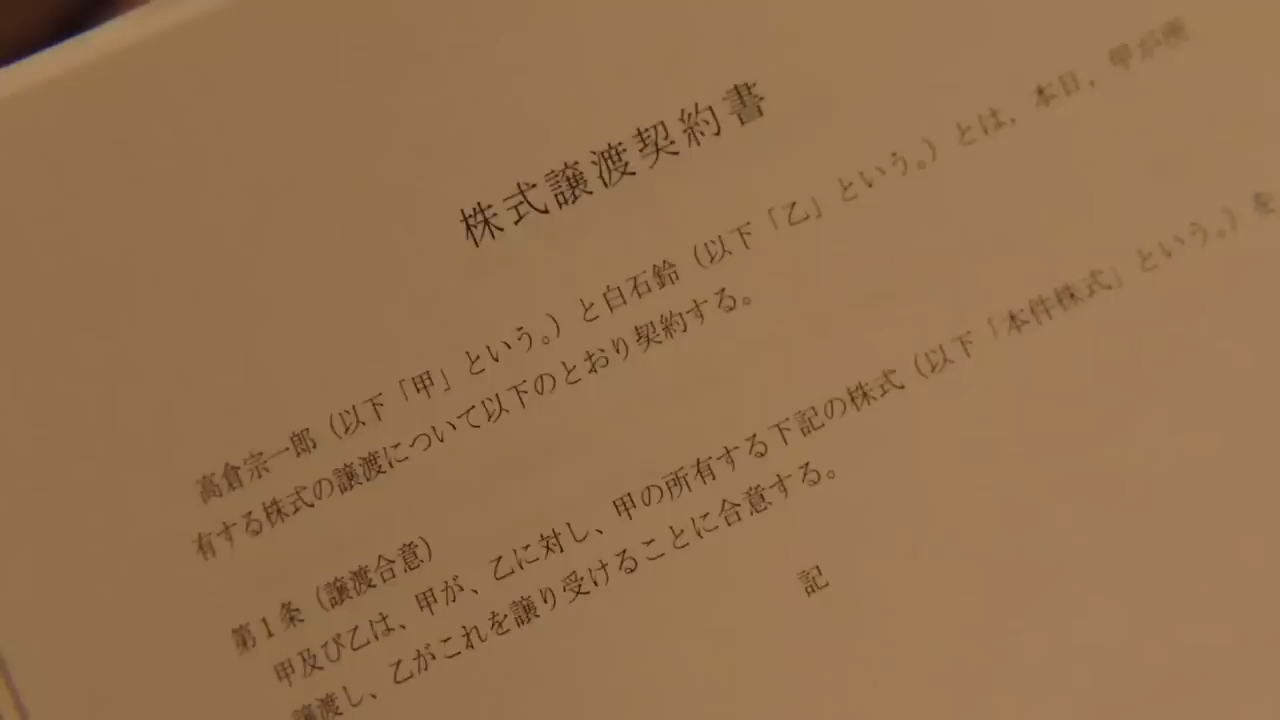 株式譲渡契約書
高倉宗一郎（以下「甲」という。）と白石鈴（以下「乙」という。）とは，本日，甲が所
有する株式の譲渡について以下のとおり契約する。
第１条（譲渡合意）
甲及び乙は、甲が、乙に対し、甲の所有する下記の株式（以下「本件株式」という。）を
譲渡し、乙がこれを譲り受けることに合意する。
記